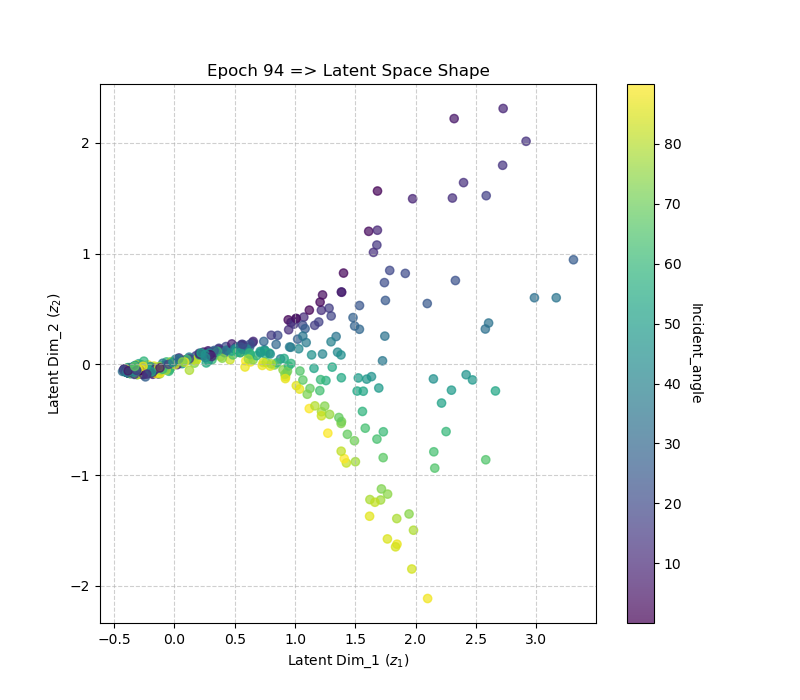 Epoch 94 => Latent Space Shape
Latent Dim_2 (z₂)
2
1
0
−1
−2
−0.5 0.0 0.5 1.0 1.5 2.0 2.5 3.0
Latent Dim_1 (z₁)
80
70
60
50
40
30
20
10
Incident_angle